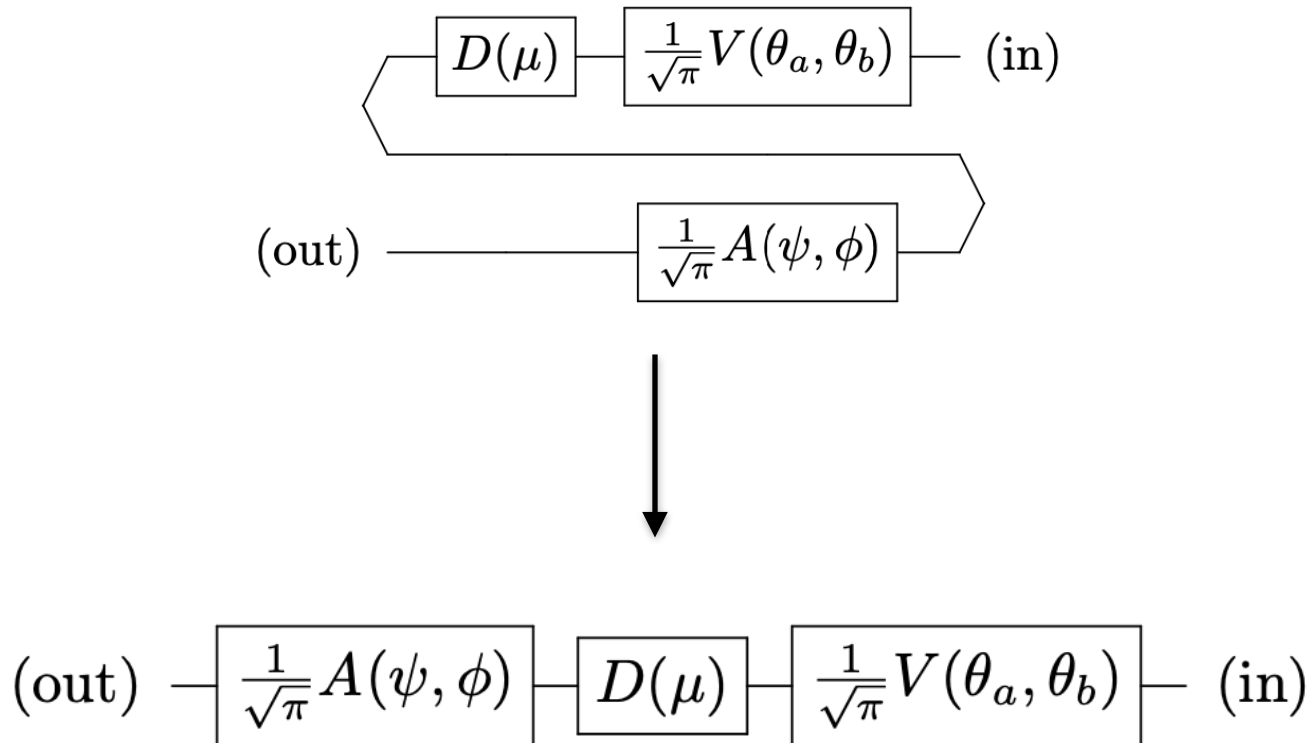 D(μ) 1/√π V(θ_a, θ_b) (in)
(out) 1/√π A(ψ, ϕ)
(out) 1/√π A(ψ, ϕ) D(μ) 1/√π V(θ_a, θ_b) (in)